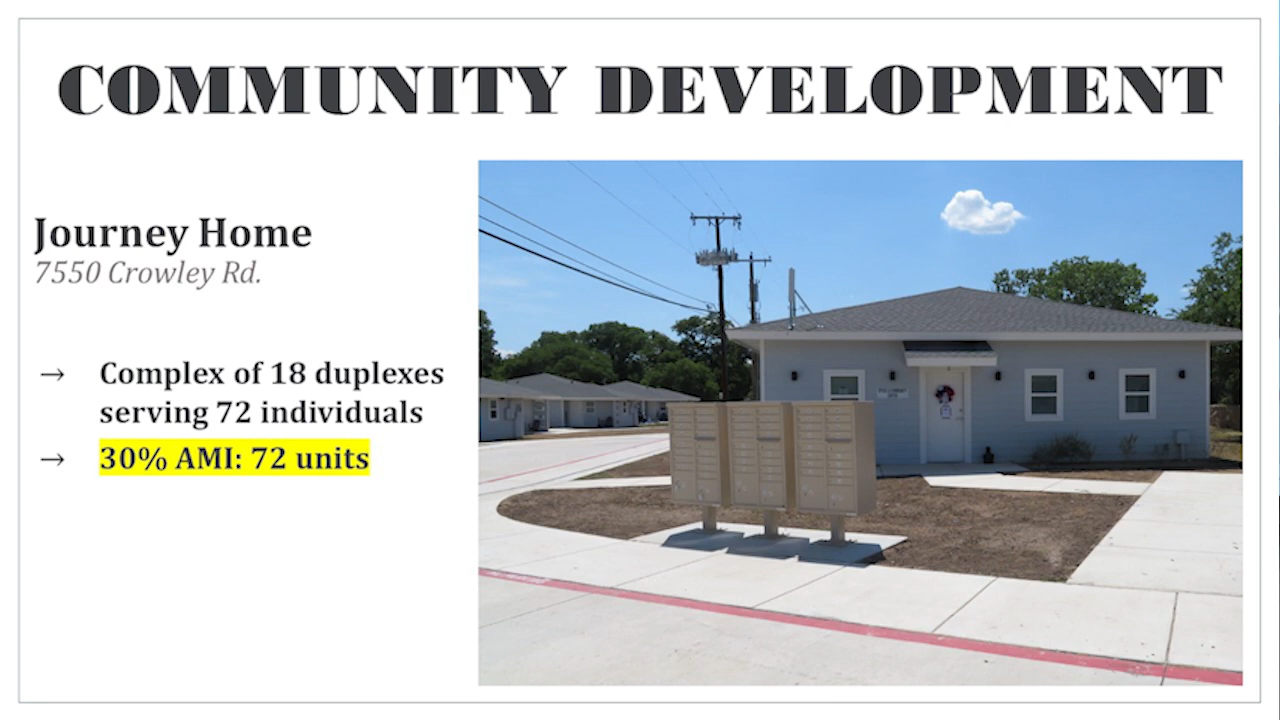 COMMUNITY DEVELOPMENT
Journey Home
7550 Crowley Rd.
→ Complex of 18 duplexes
serving 72 individuals
→ 30% AMI: 72 units